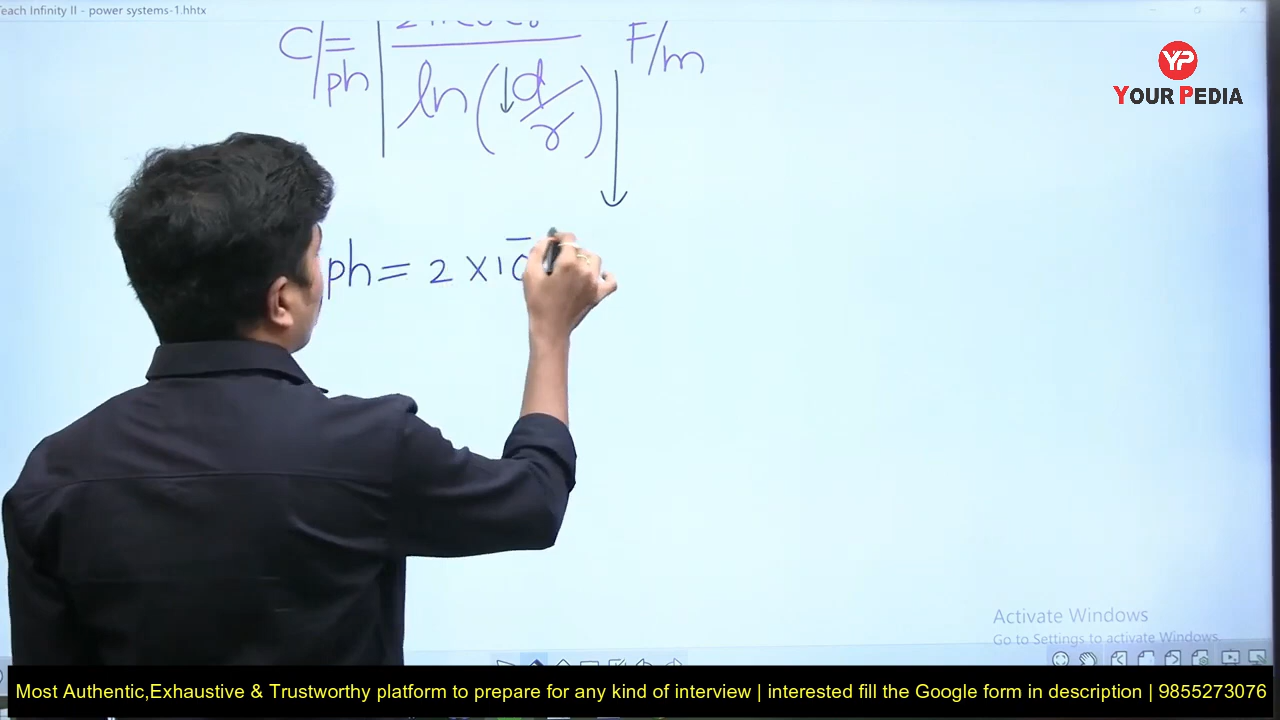 each Infinity II - power systems-1.hhtx
C/ph = F/m
ln(↓d/r)
YP
YOUR PEDIA
ph = 2 × 10‾
Activate Windows
Go to Settings to activate Windows.
Most Authentic,Exhaustive & Trustworthy platform to prepare for any kind of interview | interested fill the Google form in description | 9855273076